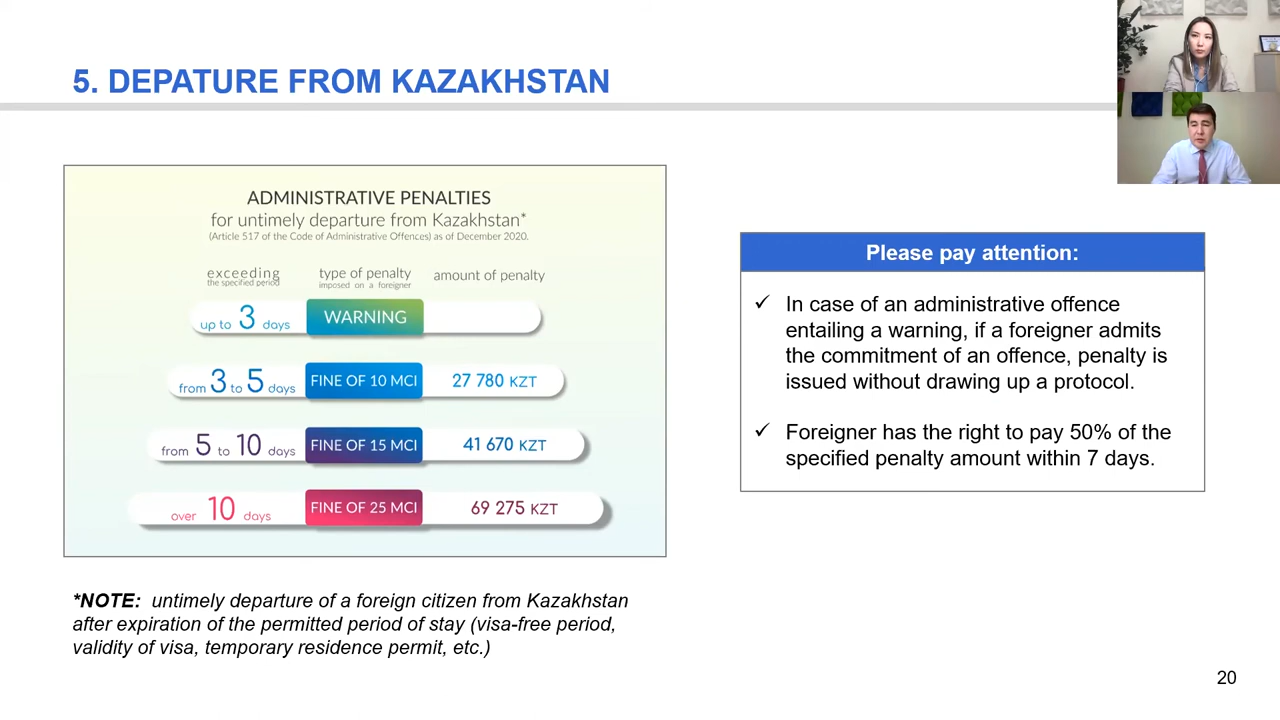 5. DEPATURE FROM KAZAKHSTAN
ADMINISTRATIVE PENALTIES
for untimely departure from Kazakhstan*
(Article 517 of the Code of Administrative Offences) as of December 2020.
exceeding
the specified period
type of penalty
imposed on a foreigner
amount of penalty
up to 3 days
WARNING
from 3 to 5 days
FINE OF 10 MCI
27 780 KZT
from 5 to 10 days
FINE OF 15 MCI
41 670 KZT
over 10 days
FINE OF 25 MCI
69 275 KZT
*NOTE: untimely departure of a foreign citizen from Kazakhstan
after expiration of the permitted period of stay (visa-free period,
validity of visa, temporary residence permit, etc.)
Please pay attention:
✓ In case of an administrative offence
entailing a warning, if a foreigner admits
the commitment of an offence, penalty is
issued without drawing up a protocol.
✓ Foreigner has the right to pay 50% of the
specified penalty amount within 7 days.
20